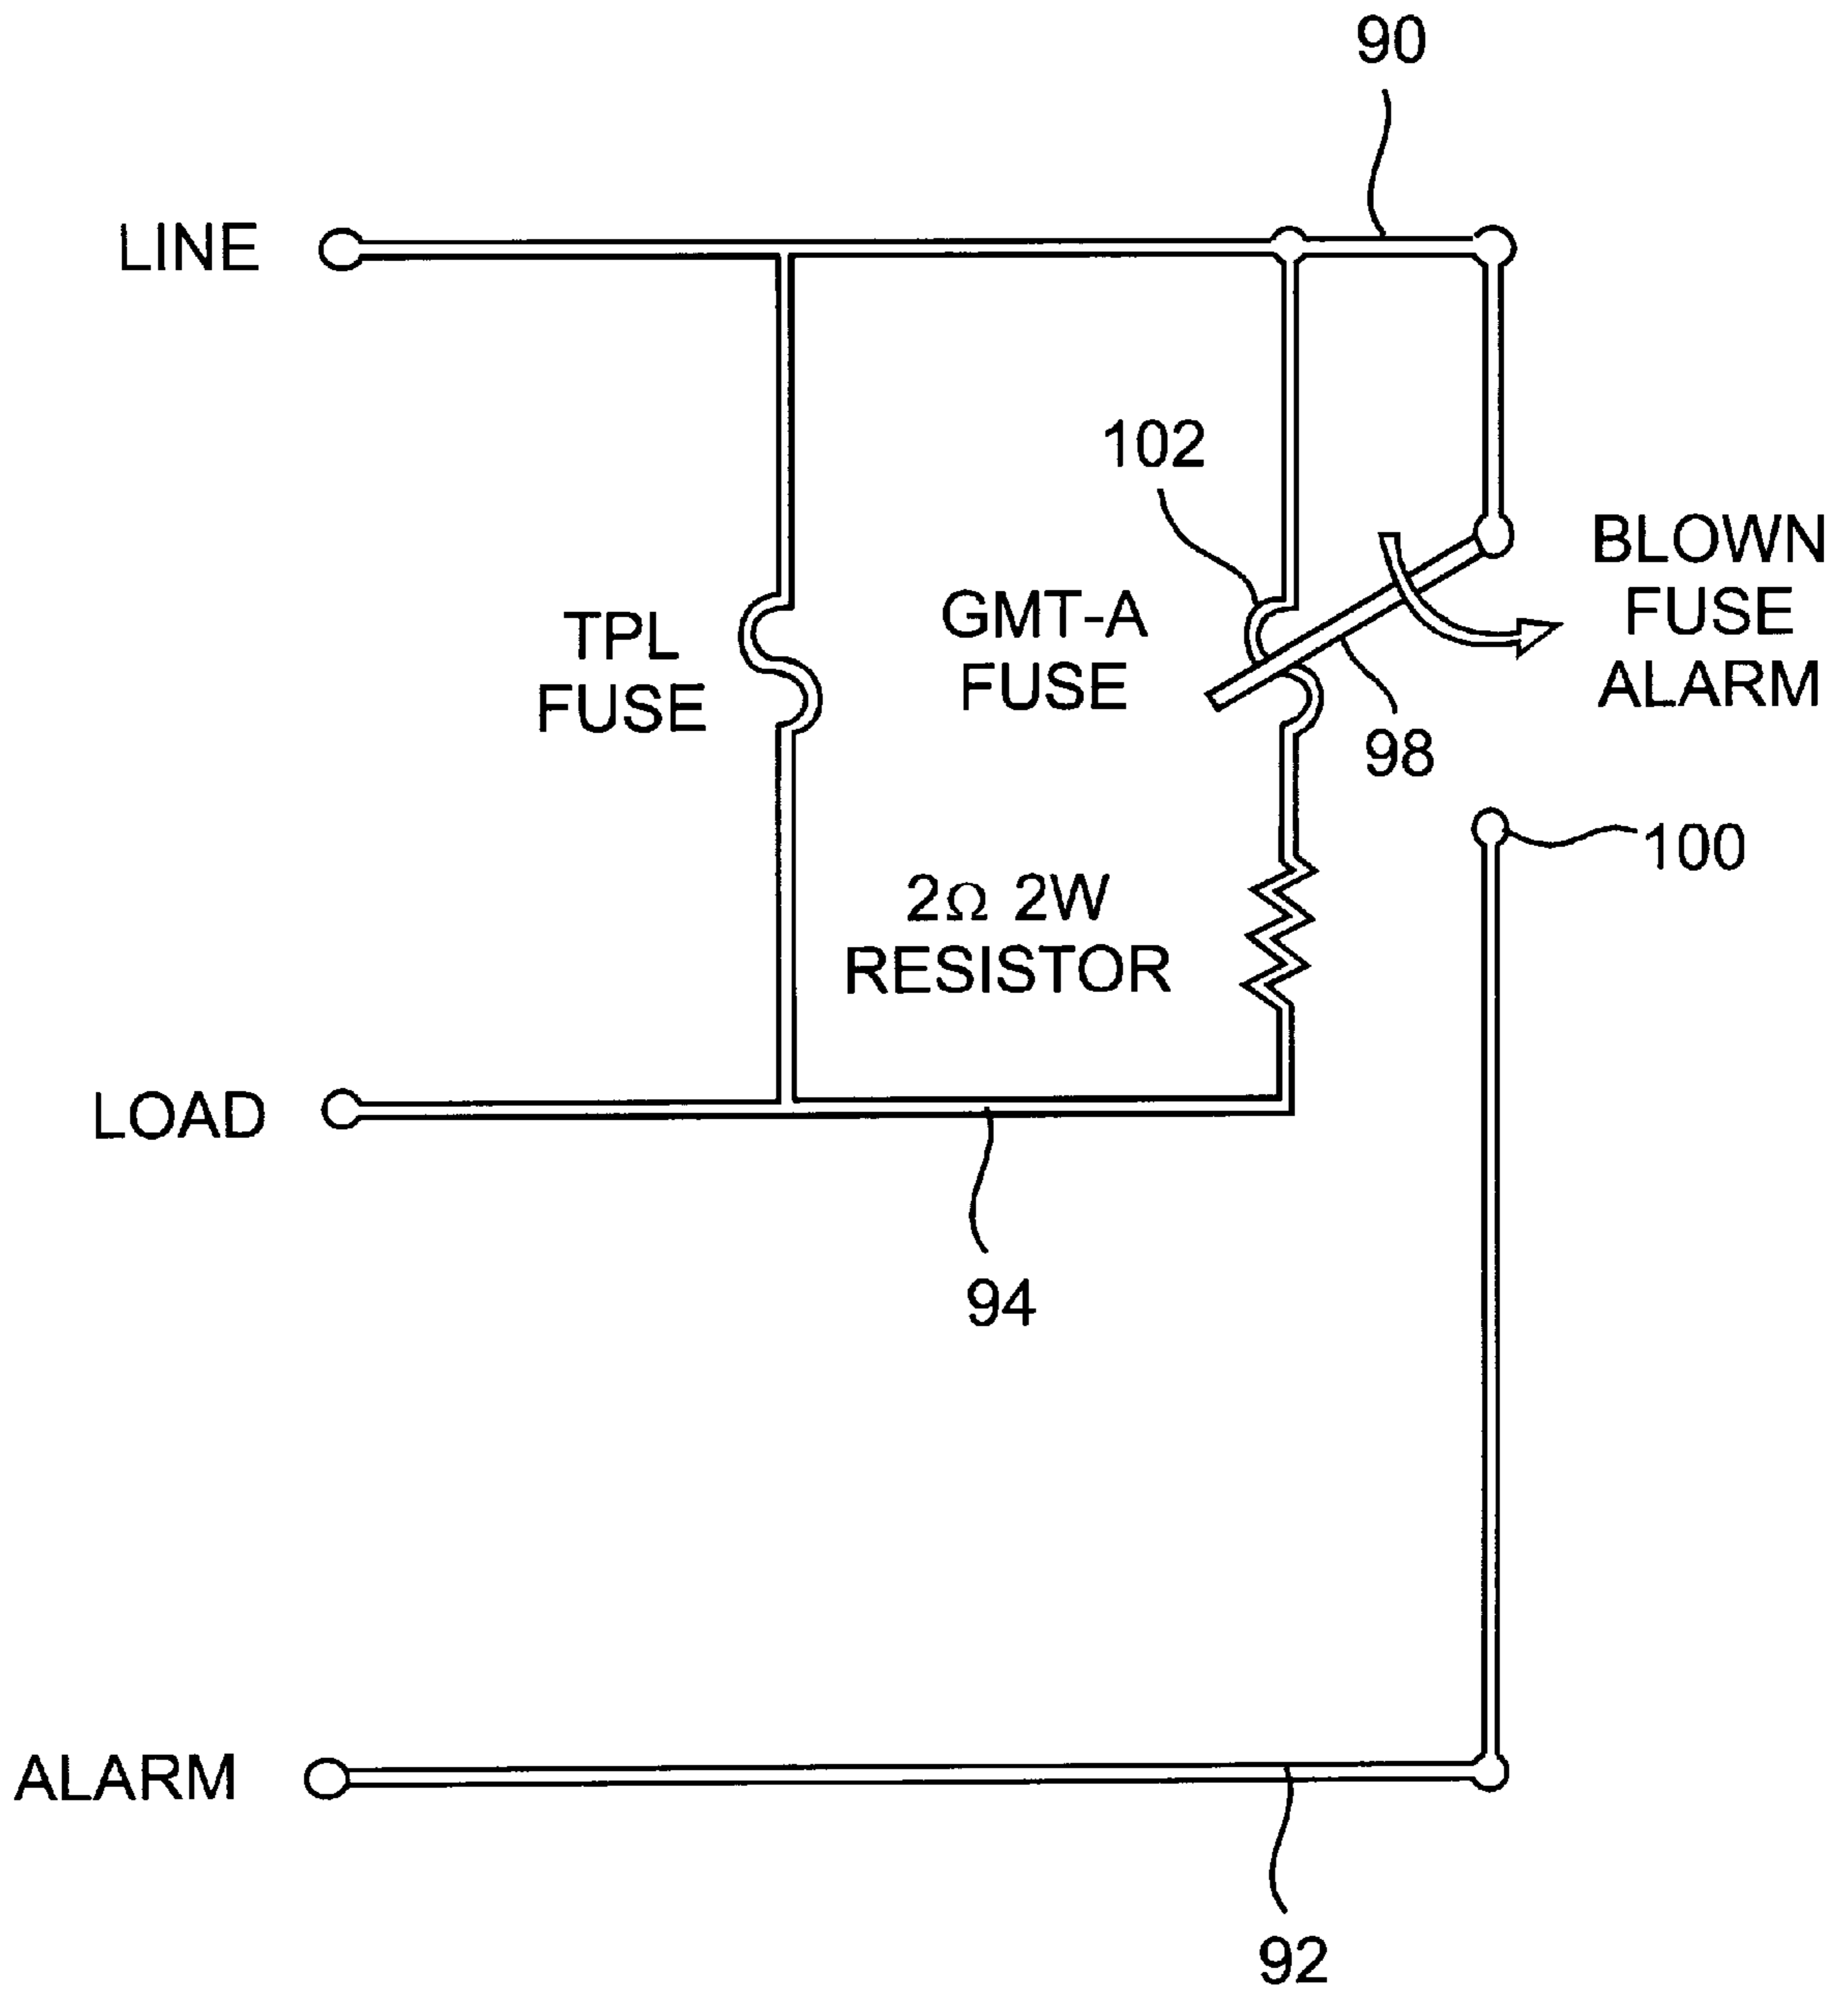 90
LINE
102
BLOWN
FUSE
ALARM
TPL
FUSE
GMT-A
FUSE
98
100
2Ω 2W
RESISTOR
LOAD
94
ALARM
92